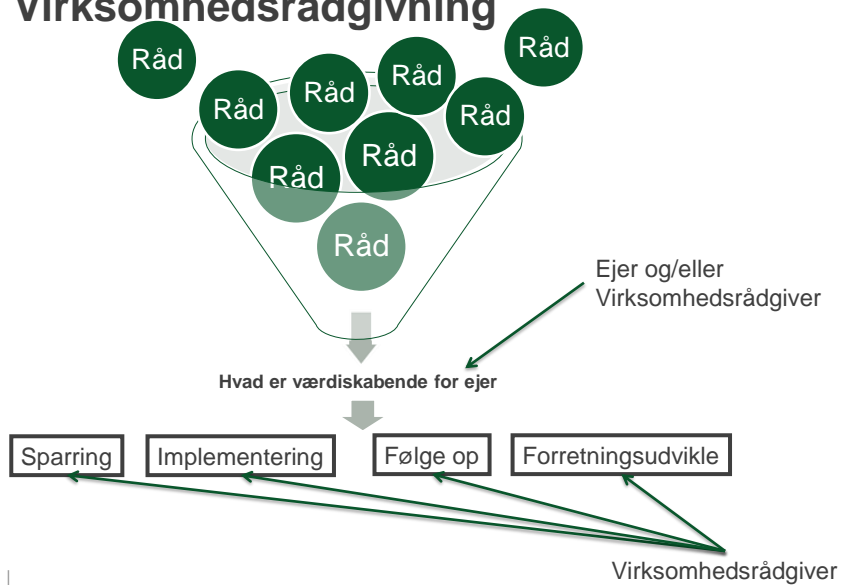 Virksomhedsrådgivning
Råd
Råd
Råd
Råd
Råd
Råd
Råd
Råd
Råd
Ejer og/eller
Virksomhedsrådgiver
Hvad er værdiskabende for ejer
Sparring
Implementering
Følge op
Forretningsudvikle
Virksomhedsrådgiver